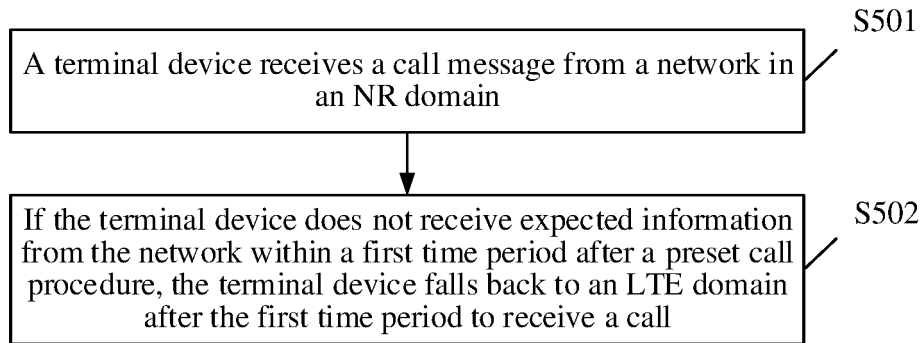 S501
A terminal device receives a call message from a network in
an NR domain
S502
If the terminal device does not receive expected information
from the network within a first time period after a preset call
procedure, the terminal device falls back to an LTE domain
after the first time period to receive a call